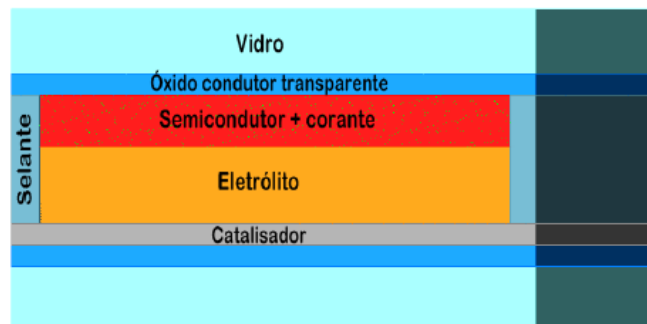 Vidro
Óxido condutor transparente
Semicondutor + corante
Selante
Eletrólito
Catalisador